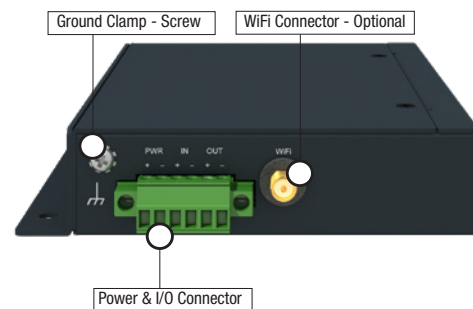 Ground Clamp - Screw
WiFi Connector - Optional
PWR IN OUT
+ - + - + -
WiFi
Power & I/O Connector